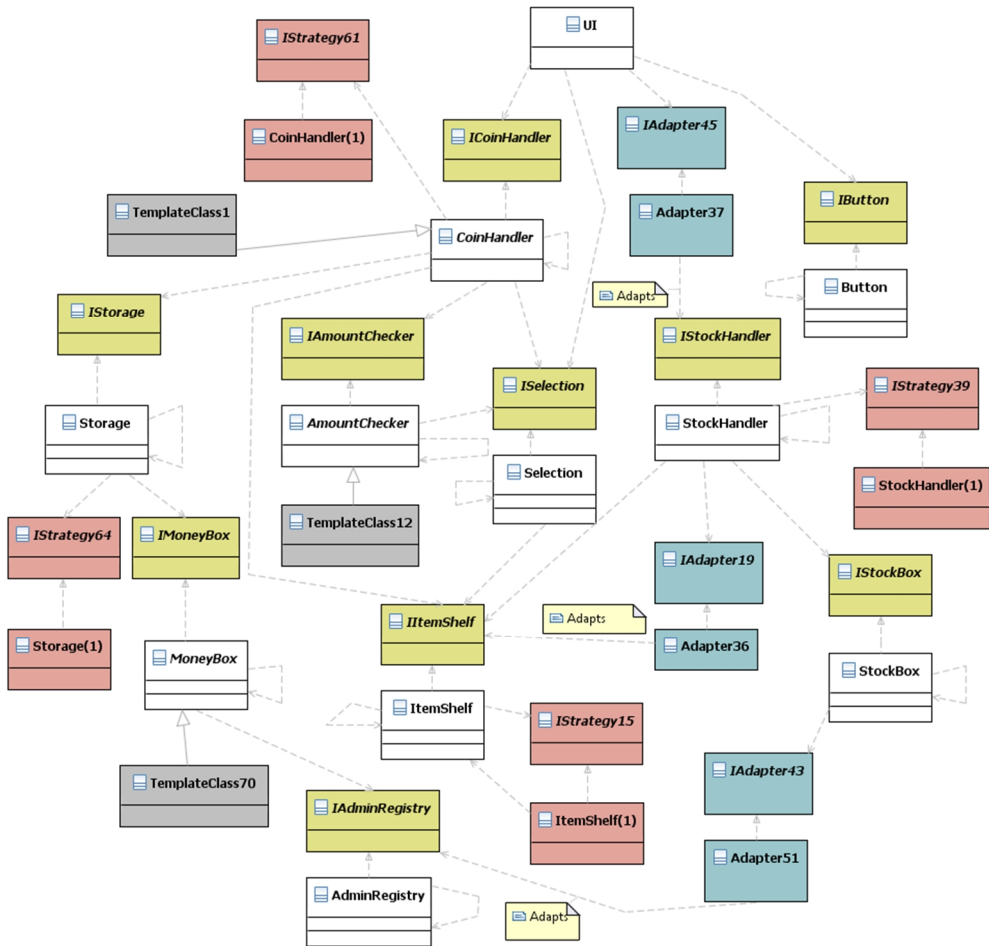 UI
IStrategy61
IAdapter45
CoinHandler(1)
ICoinHandler
IButton
TemplateClass1
Adapter37
CoinHandler
Button
Adapts
IStorage
IAmountChecker
IStockHandler
ISelection
IStrategy39
Storage
AmountChecker
StockHandler
Selection
StockHandler(1)
TemplateClass12
IStrategy64
IMoneyBox
IAdapter19
IStockBox
IItemShelf
Adapts
Storage(1)
MoneyBox
Adapter36
StockBox
ItemShelf
IStrategy15
IAdapter43
TemplateClass70
IAdminRegistry
ItemShelf(1)
Adapter51
AdminRegistry
Adapts